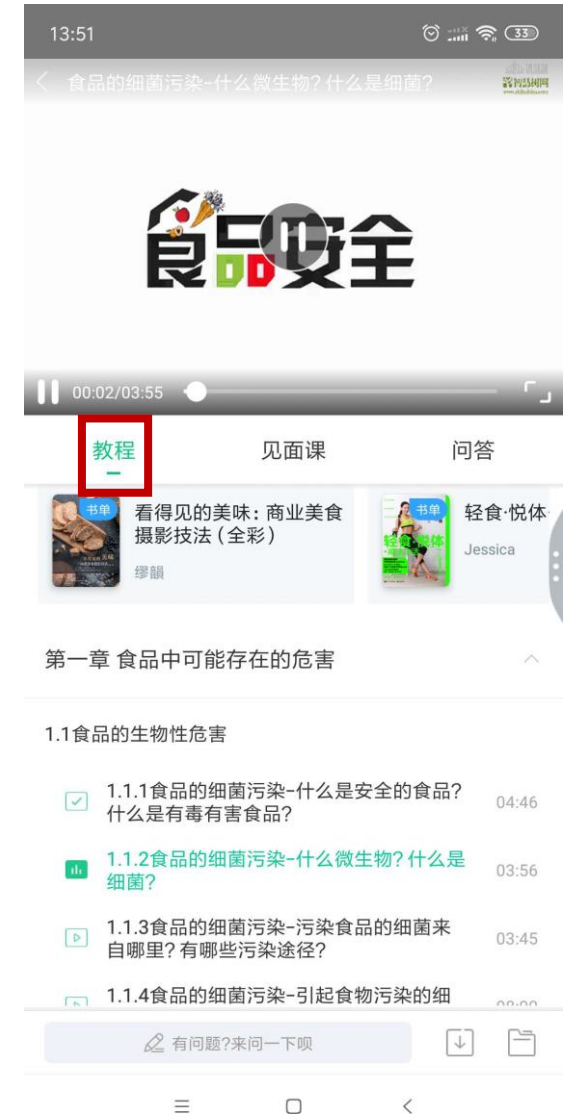 13:51
33
食品的细菌污染-什么微生物?什么是细菌?
智慧树网
食品安全
00:02/03:55
教程
见面课
问答
书单
看得见的美味：商业美食
摄影技法（全彩）
缪韻
书单
轻食·悦体·
Jessica
第一章 食品中可能存在的危害
1.1食品的生物性危害
1.1.1食品的细菌污染-什么是安全的食品?
什么是有毒有害食品?
04:46
1.1.2食品的细菌污染-什么微生物?什么是
细菌?
03:56
1.1.3食品的细菌污染-污染食品的细菌来
自哪里?有哪些污染途径?
03:45
1.1.4食品的细菌污染-引起食物污染的细
有问题?来问一下呗